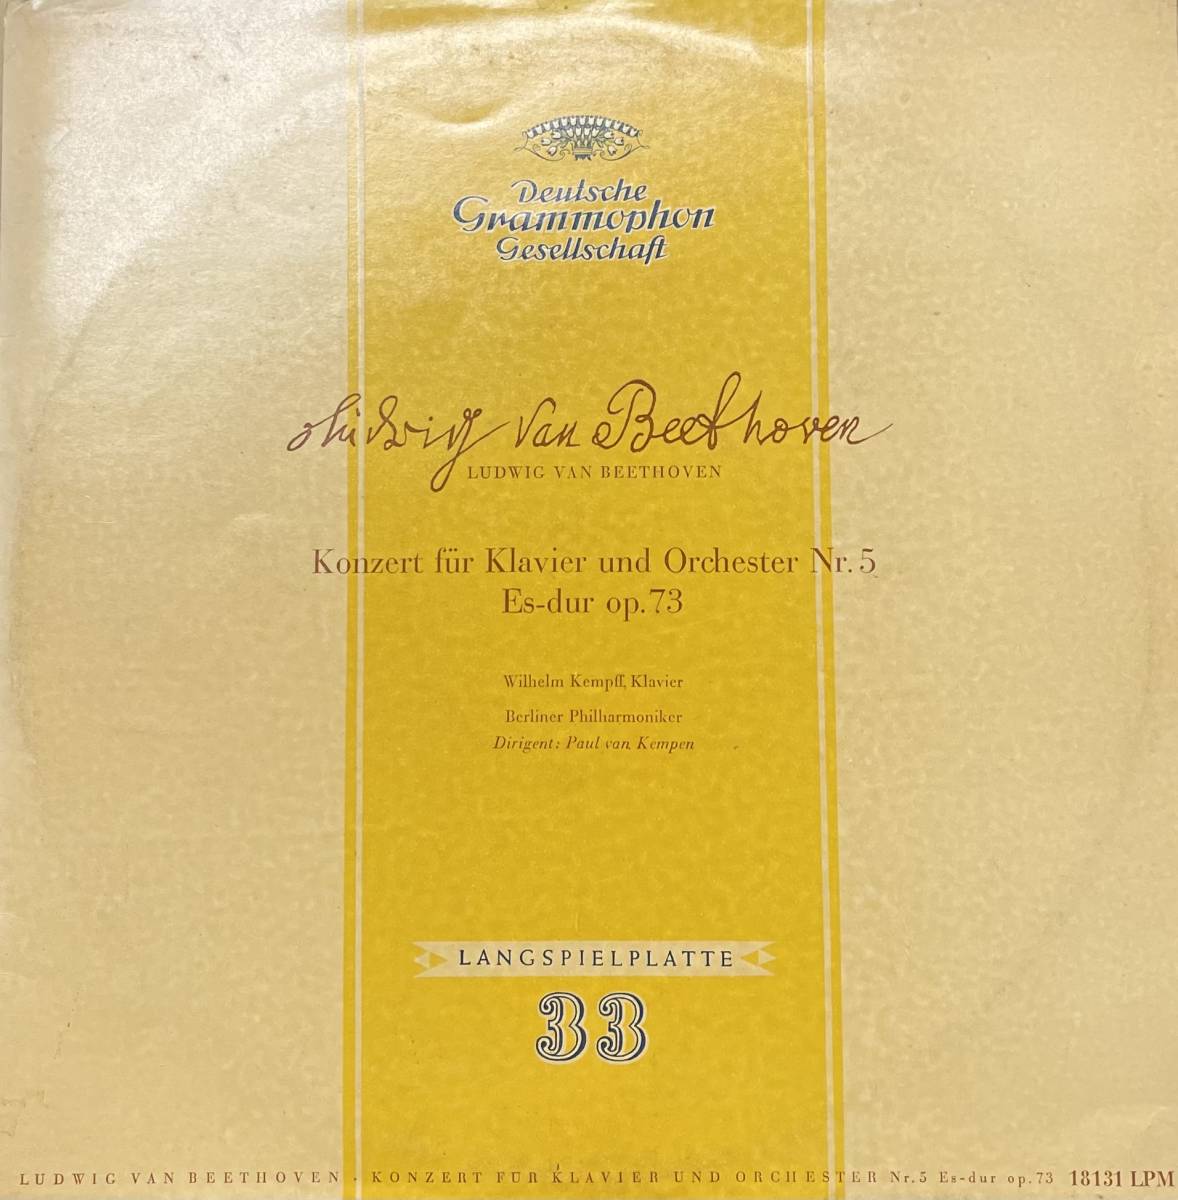 Deutsche
Grammophon
Gesellschaft
Ludwig Van Beethoven
LUDWIG VAN BEETHOVEN
Konzert für Klavier und Orchester Nr. 5
Es-dur op. 73
Wilhelm Kempff, Klavier
Berliner Philharmoniker
Dirigent: Paul van Kempen
LANGSPIELPLATTE
33
LUDWIG VAN BEETHOVEN · KONZERT FÜR KLAVIER UND ORCHESTER Nr. 5 Es-dur op. 73 18131 LPM